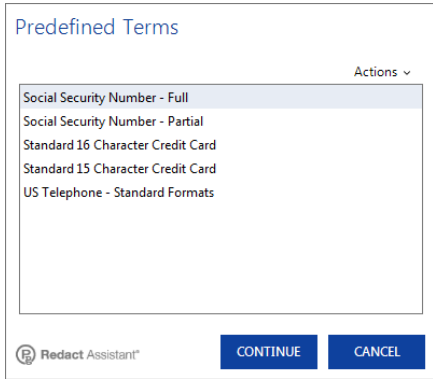 Predefined Terms
Actions
Social Security Number - Full
Social Security Number - Partial
Standard 16 Character Credit Card
Standard 15 Character Credit Card
US Telephone - Standard Formats
Redact Assistant®
CONTINUE
CANCEL